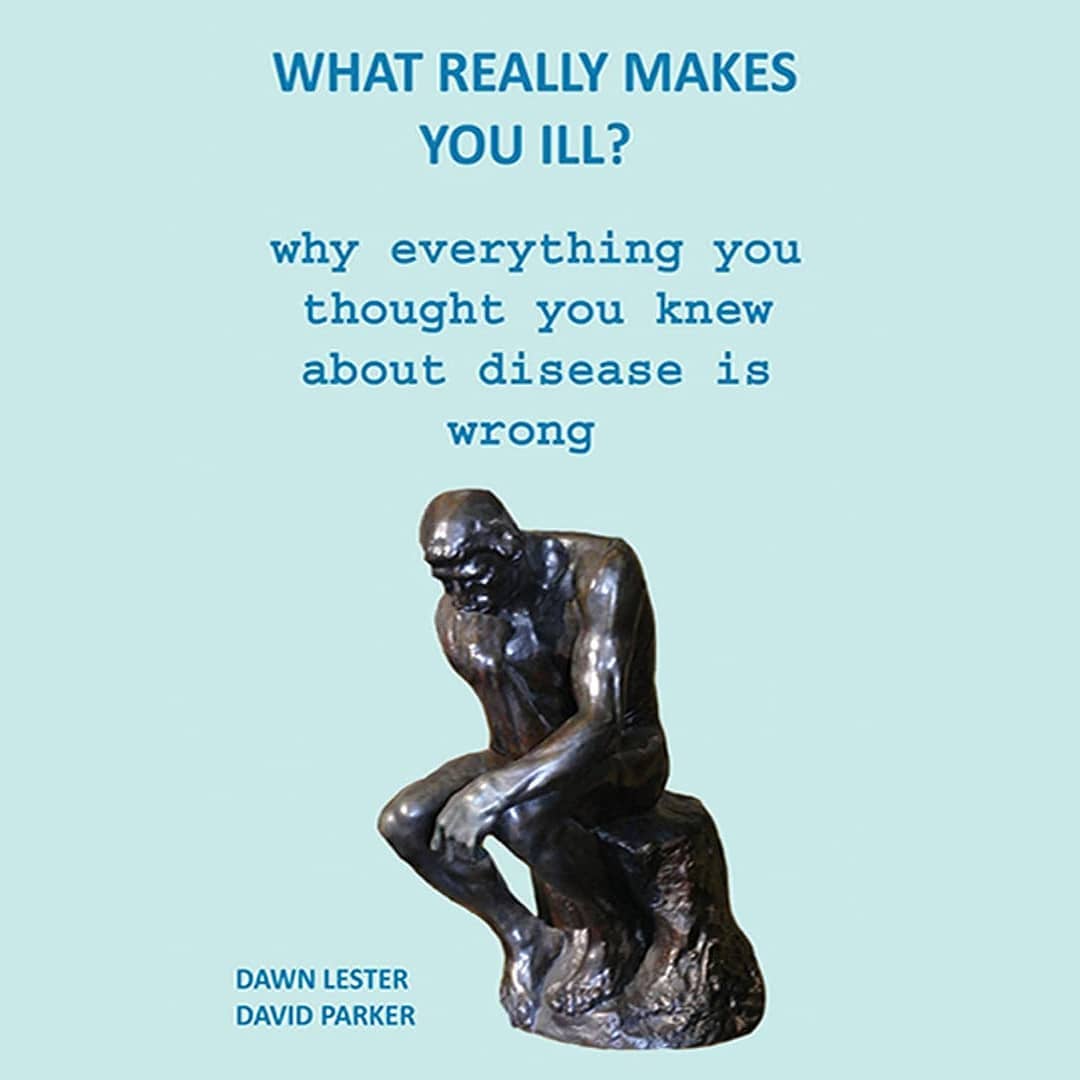 WHAT REALLY MAKES
YOU ILL?
why everything you
thought you knew
about disease is
wrong
DAWN LESTER
DAVID PARKER